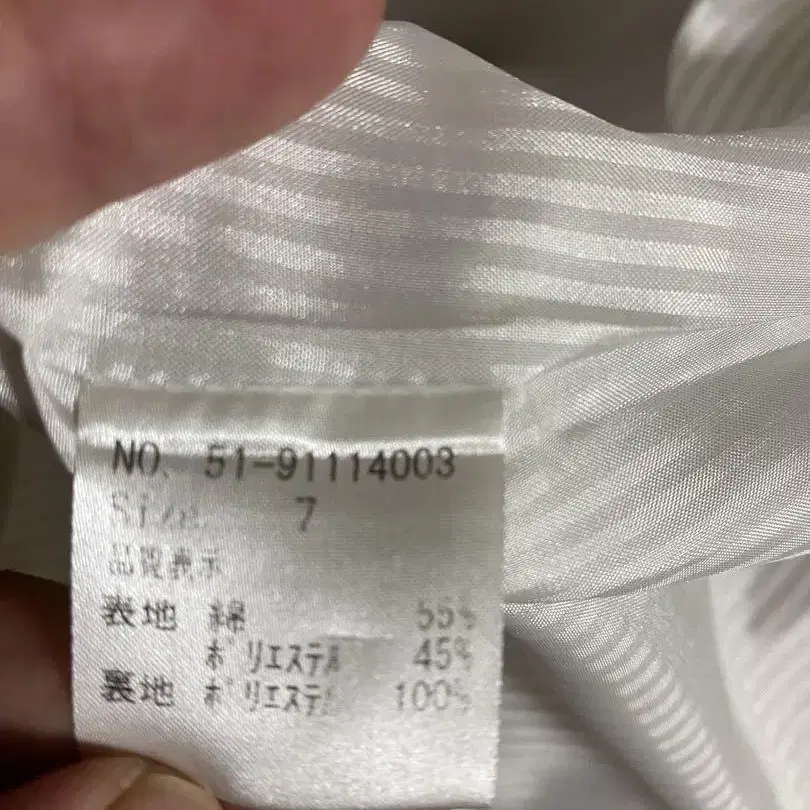 NO. 51-91114003
Size 7
品質表示
表地 綿 55%
ポリエステル 45%
裏地 ポリエステル 100%